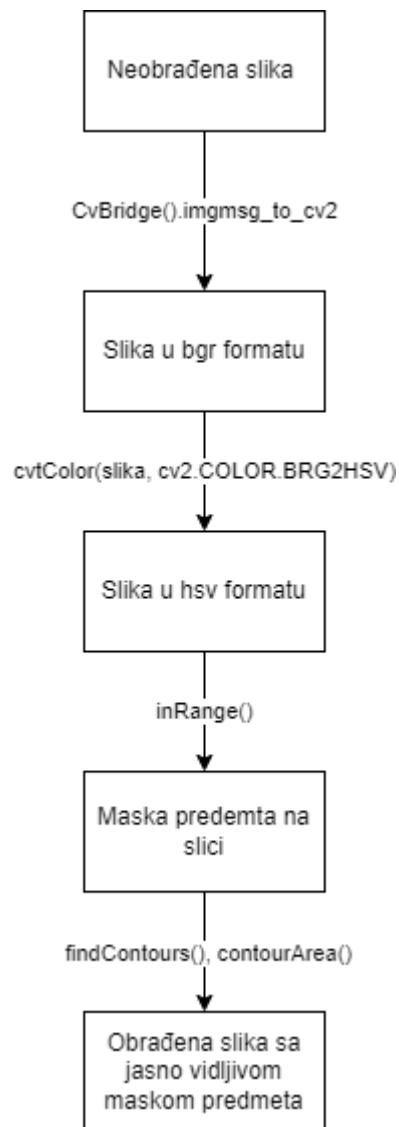 Neobrađena slika
CvBridge().imgmsg_to_cv2
Slika u bgr formatu
cvtColor(slika, cv2.COLOR.BRG2HSV)
Slika u hsv formatu
inRange()
Maska predemta na
slici
findContours(), contourArea()
Obrađena slika sa
jasno vidljivom
maskom predmeta